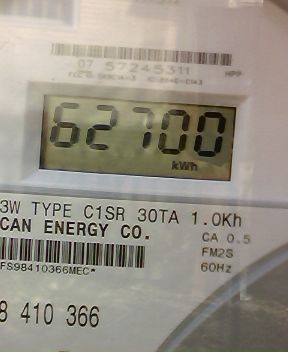 07 57245311 HPP
62700
kWh
3W TYPE C1SR 30TA 1.0Kh
CAN ENERGY CO.
CA 0.5
FM2S
FS98410366MEC*
60Hz
8 410 366